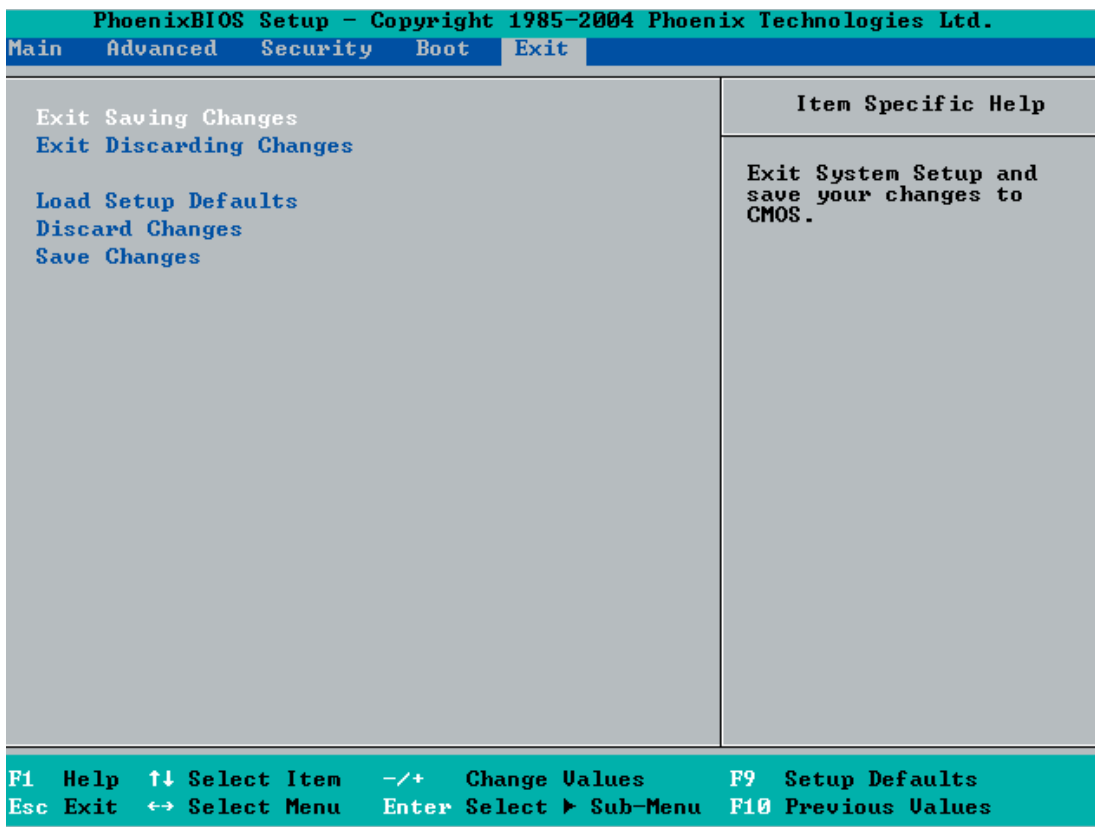 PhoenixBIOS Setup – Copyright 1985-2004 Phoenix Technologies Ltd.
Main Advanced Security Boot Exit
Exit Saving Changes
Exit Discarding Changes
Load Setup Defaults
Discard Changes
Save Changes
Item Specific Help
Exit System Setup and
save your changes to
CMOS.
F1 Help ↑↓ Select Item -/+ Change Values F9 Setup Defaults
Esc Exit ↔ Select Menu Enter Select ▶ Sub-Menu F10 Previous Values